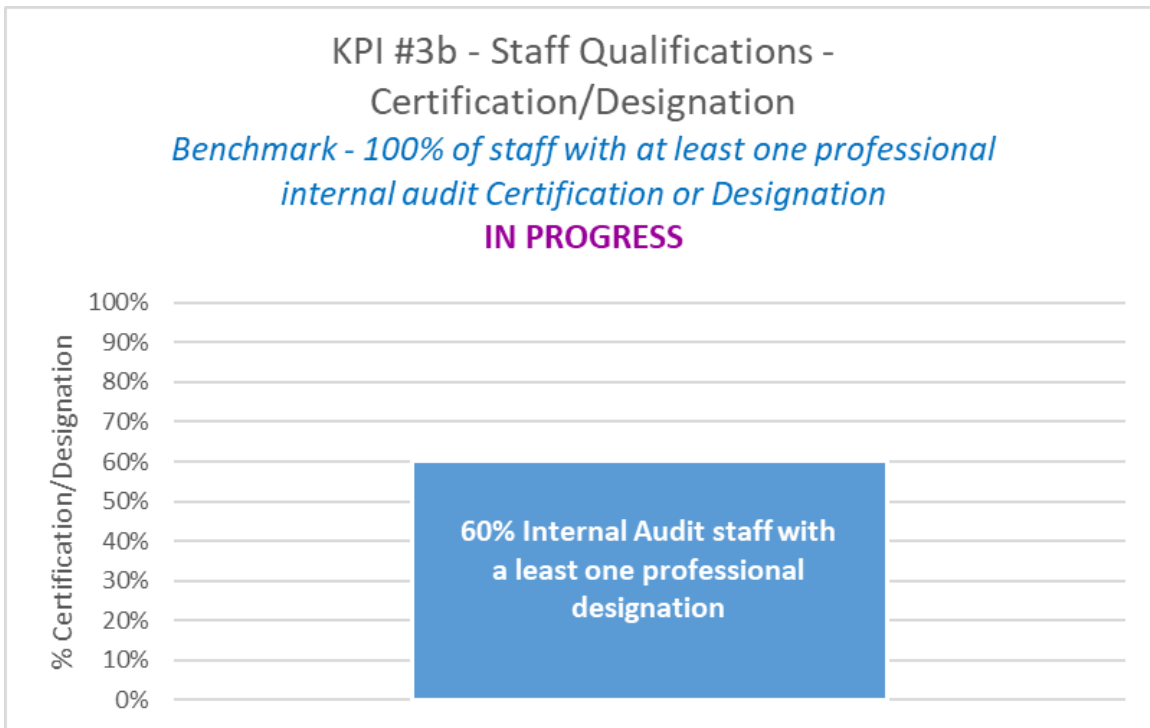 KPI #3b - Staff Qualifications -
Certification/Designation
Benchmark - 100% of staff with at least one professional
internal audit Certification or Designation
IN PROGRESS
% Certification/Designation
100%
90%
80%
70%
60%
50%
40%
30%
20%
10%
0%
60% Internal Audit staff with
a least one professional
designation